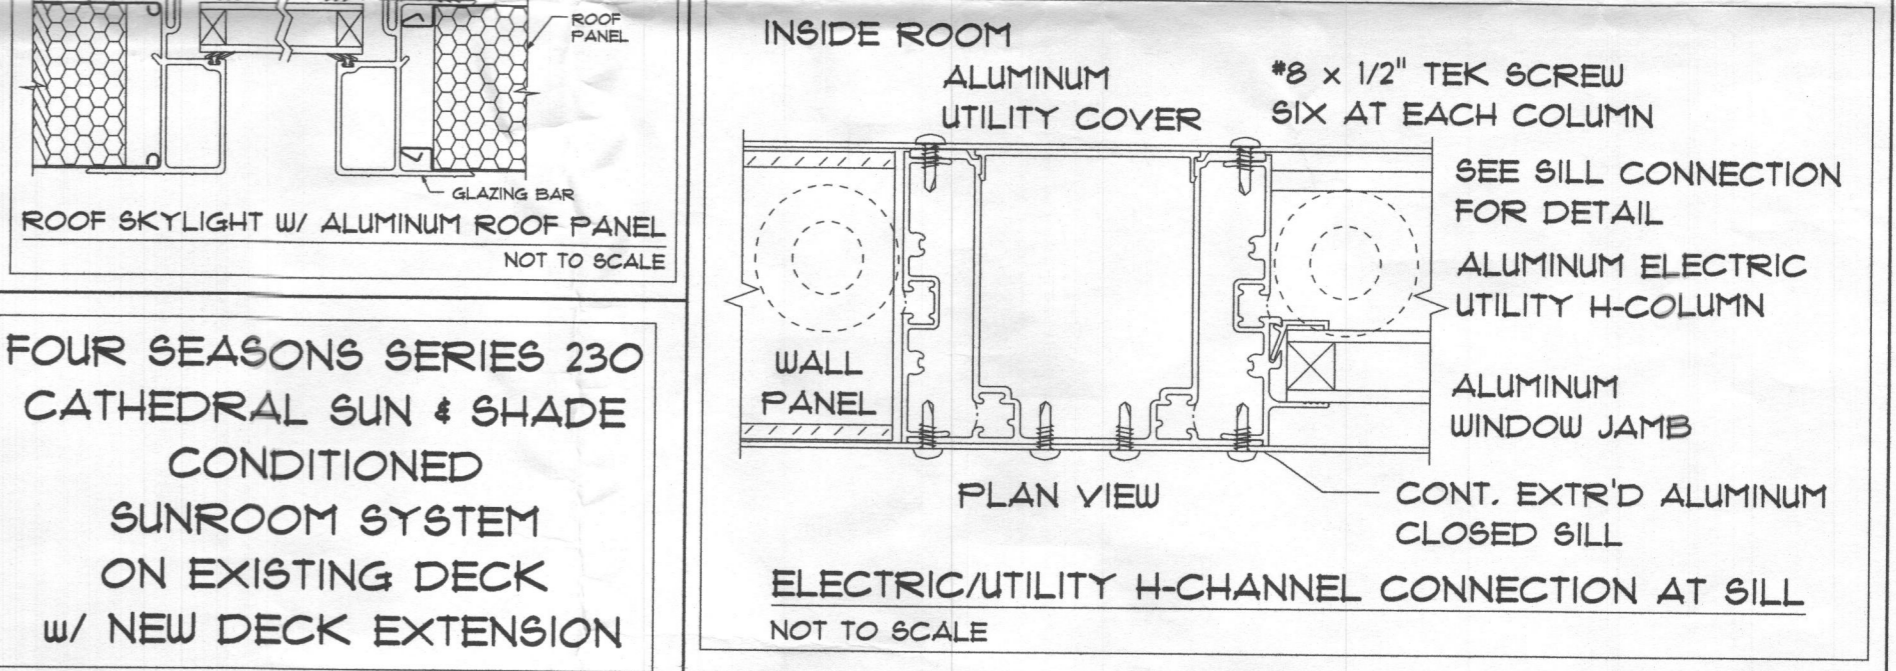 ROOF
PANEL
GLAZING BAR
ROOF SKYLIGHT W/ ALUMINUM ROOF PANEL
NOT TO SCALE
FOUR SEASONS SERIES 230
CATHEDRAL SUN & SHADE
CONDITIONED
SUNROOM SYSTEM
ON EXISTING DECK
w/ NEW DECK EXTENSION
INSIDE ROOM
ALUMINUM
UTILITY COVER
#8 x 1/2" TEK SCREW
SIX AT EACH COLUMN
SEE SILL CONNECTION
FOR DETAIL
ALUMINUM ELECTRIC
UTILITY H-COLUMN
WALL
PANEL
ALUMINUM
WINDOW JAMB
PLAN VIEW
CONT. EXTR'D ALUMINUM
CLOSED SILL
ELECTRIC/UTILITY H-CHANNEL CONNECTION AT SILL
NOT TO SCALE